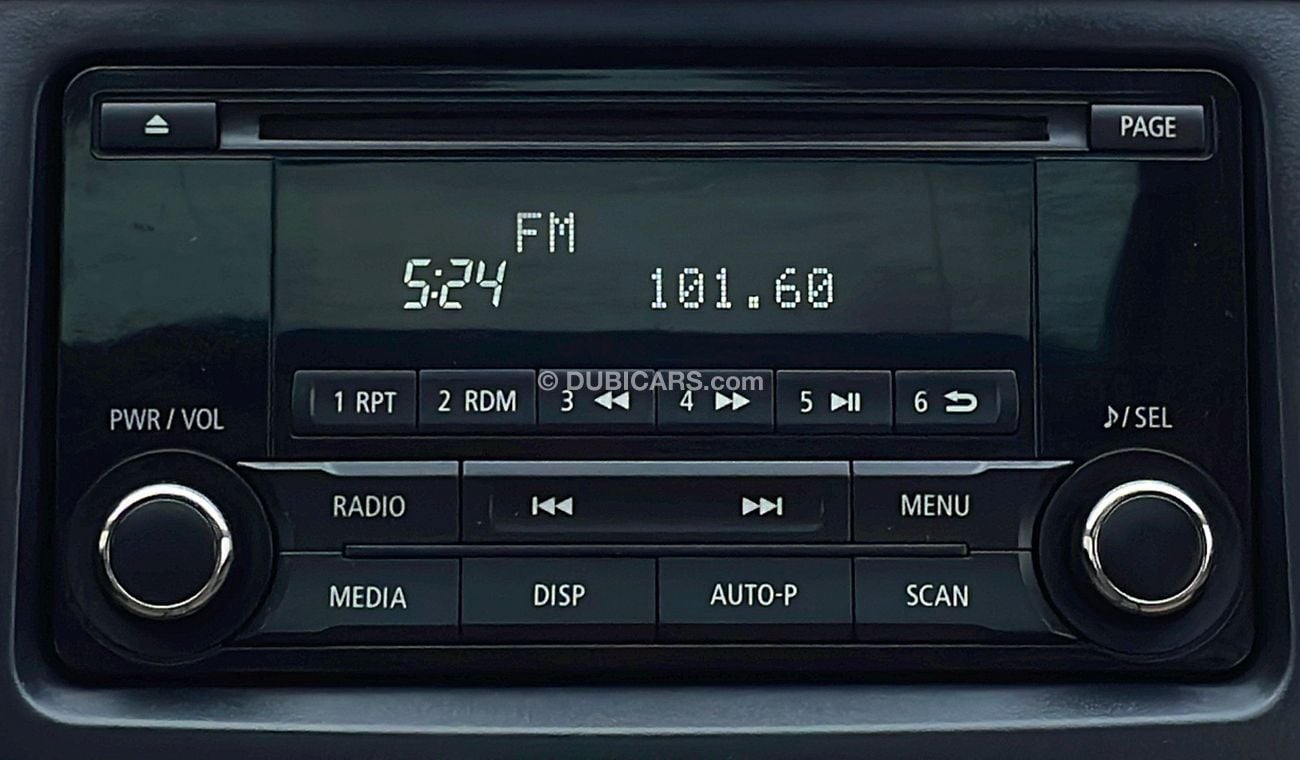 PAGE
FM
5:24 101.60
© DUBICARS.com
1 RPT 2 RDM 3 4 5 6
PWR / VOL
/ SEL
RADIO MENU
MEDIA DISP AUTO-P SCAN